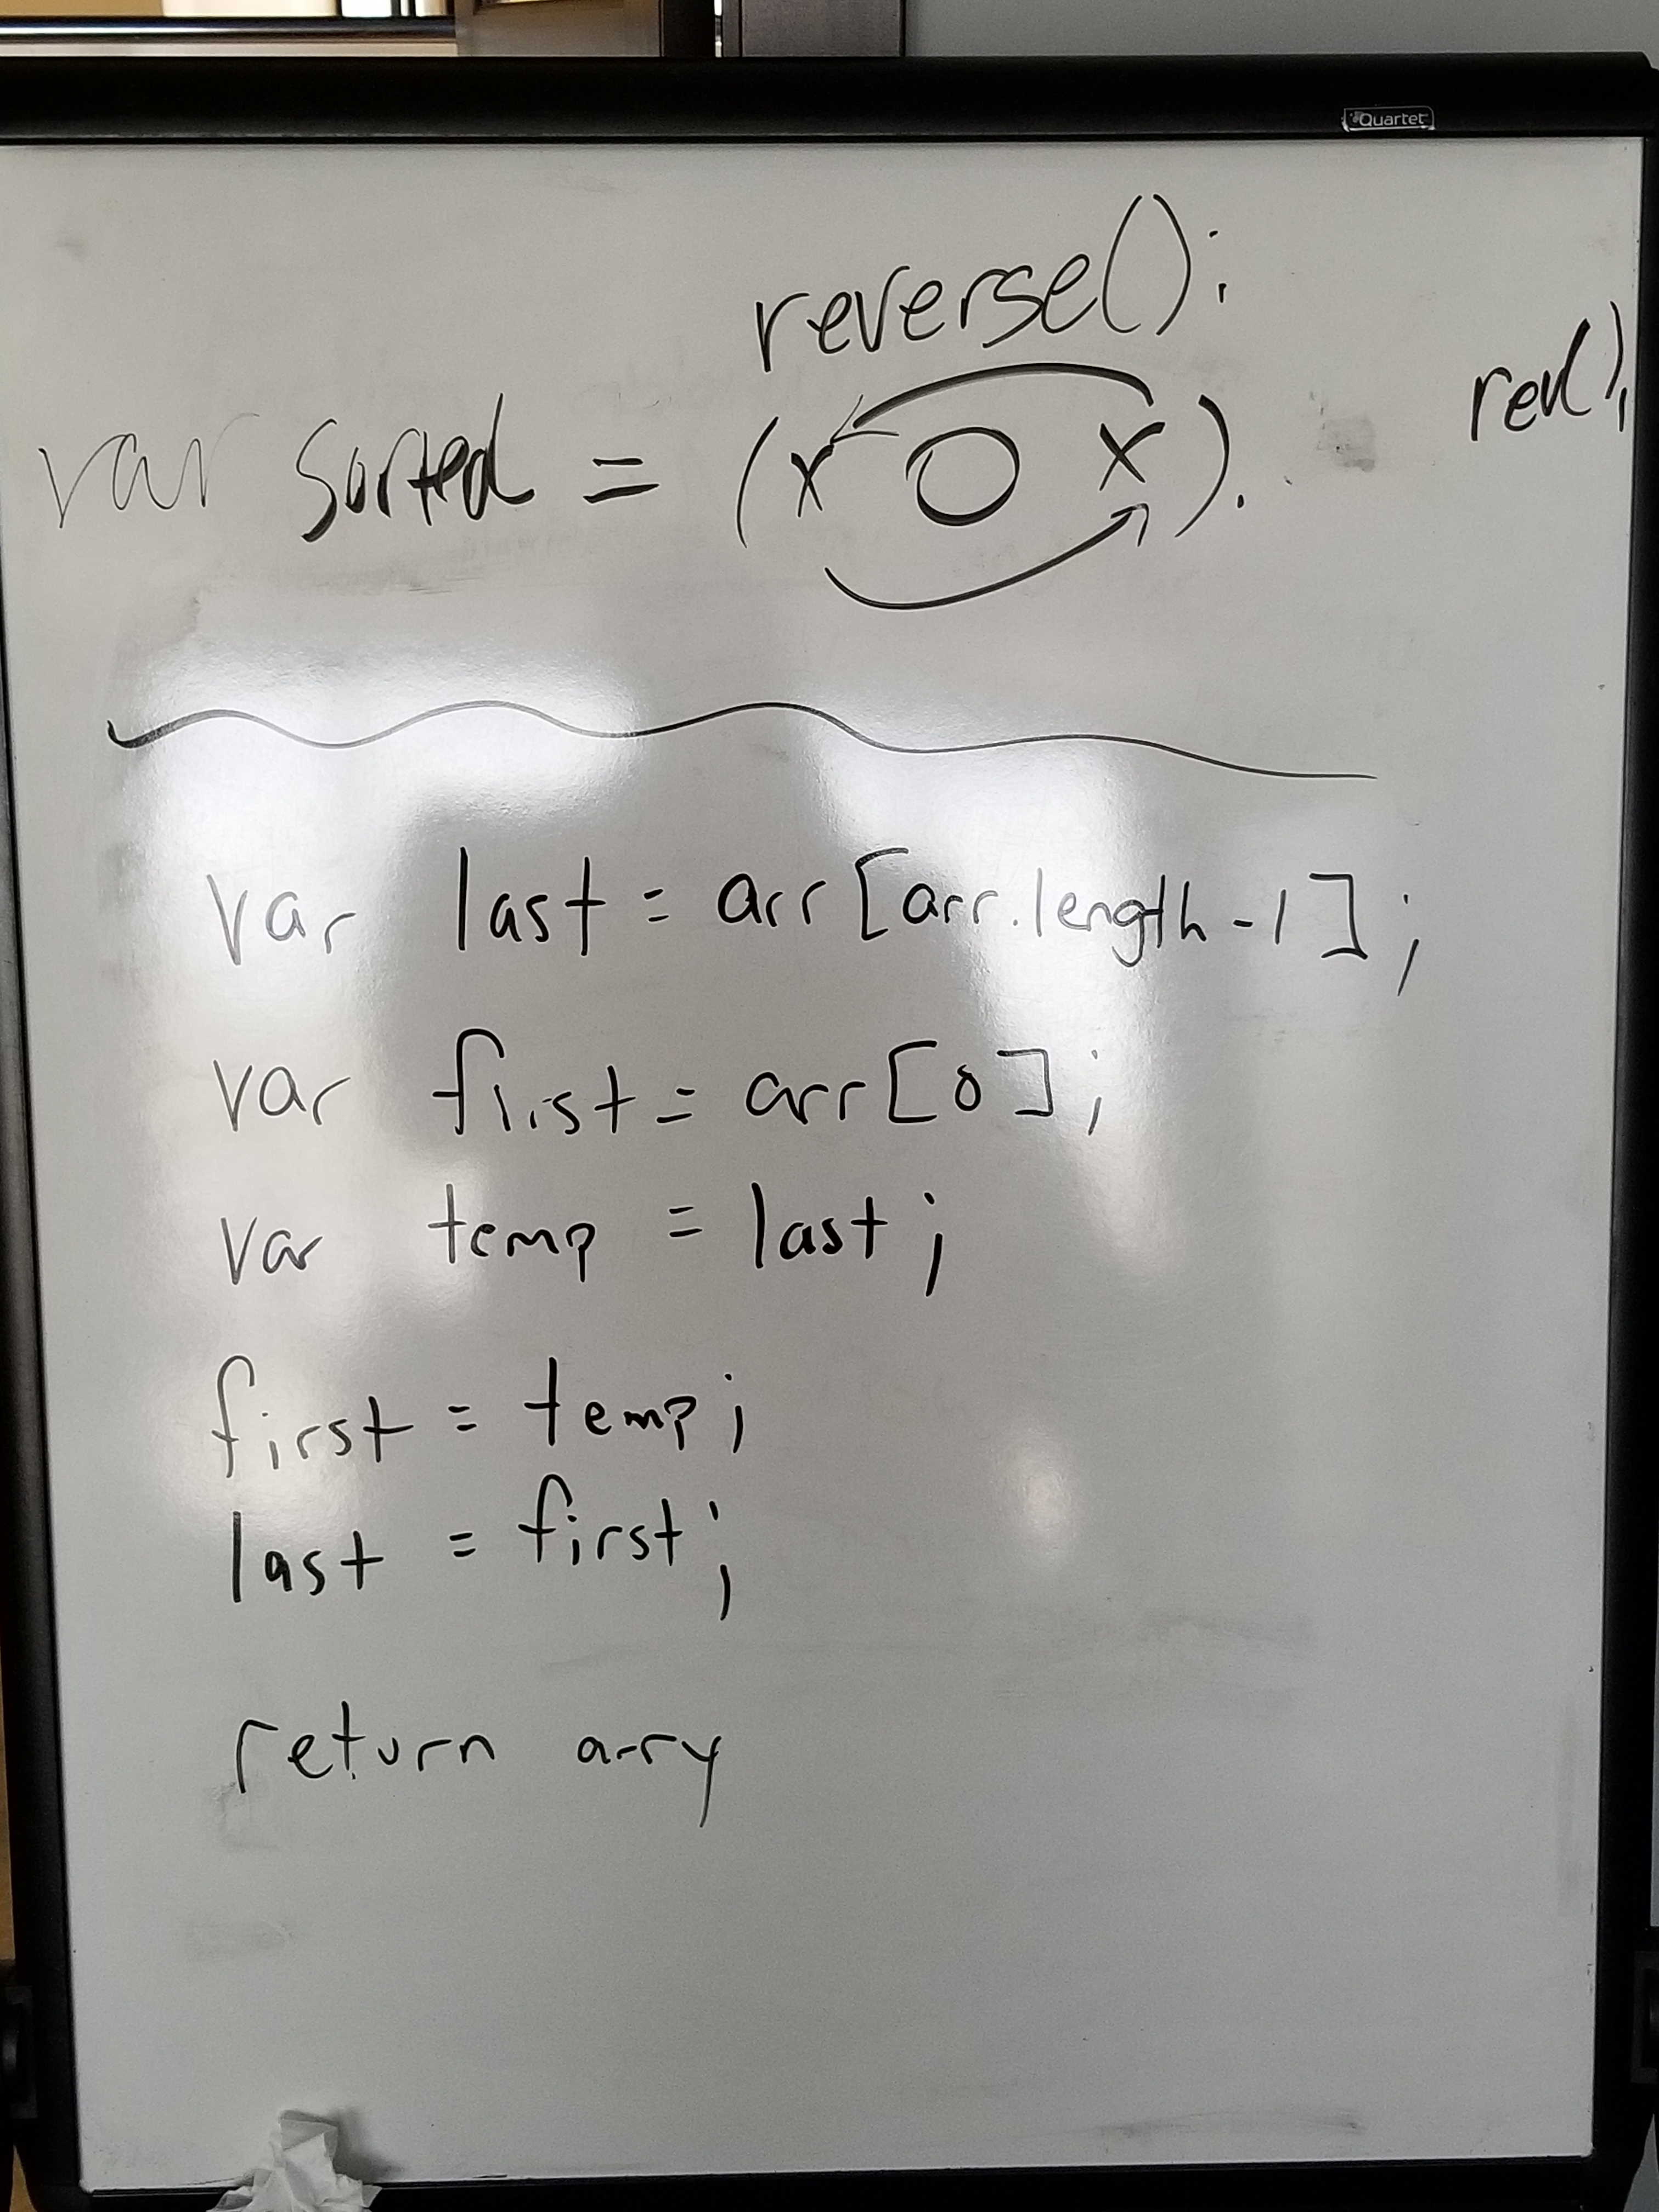 Quartet
reverse():
rev();
var sorted = (x O x).
var last = arr[arr.length-1];
var first = arr[0];
var temp = last;
first = temp;
last = first;
return arry